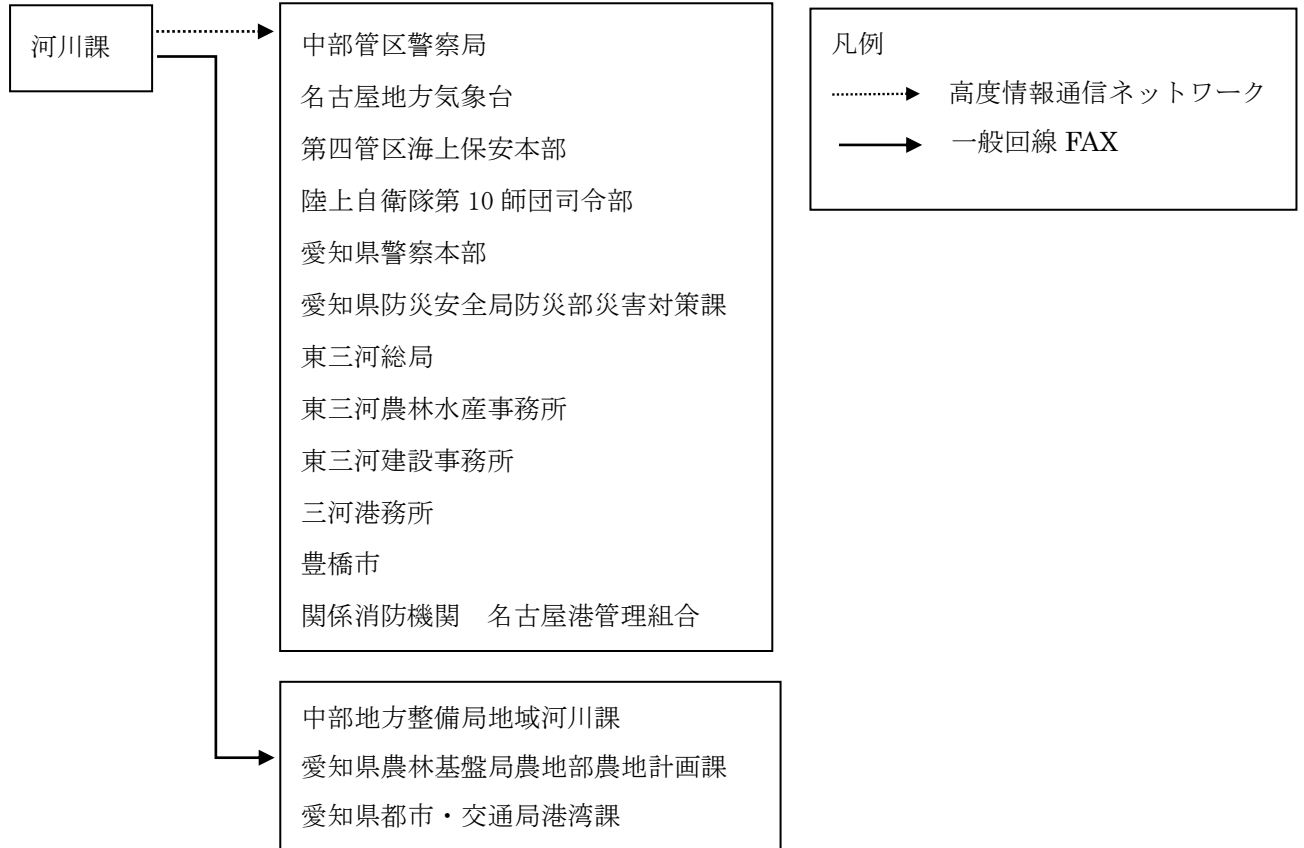 河川課
中部管区警察局
名古屋地方気象台
第四管区海上保安本部
陸上自衛隊第 10 師団司令部
愛知県警察本部
愛知県防災安全局防災部災害対策課
東三河総局
東三河農林水産事務所
東三河建設事務所
三河港務所
豊橋市
関係消防機関　名古屋港管理組合
中部地方整備局地域河川課
愛知県農林基盤局農地部農地計画課
愛知県都市・交通局港湾課
凡例
高度情報通信ネットワーク
一般回線 FAX